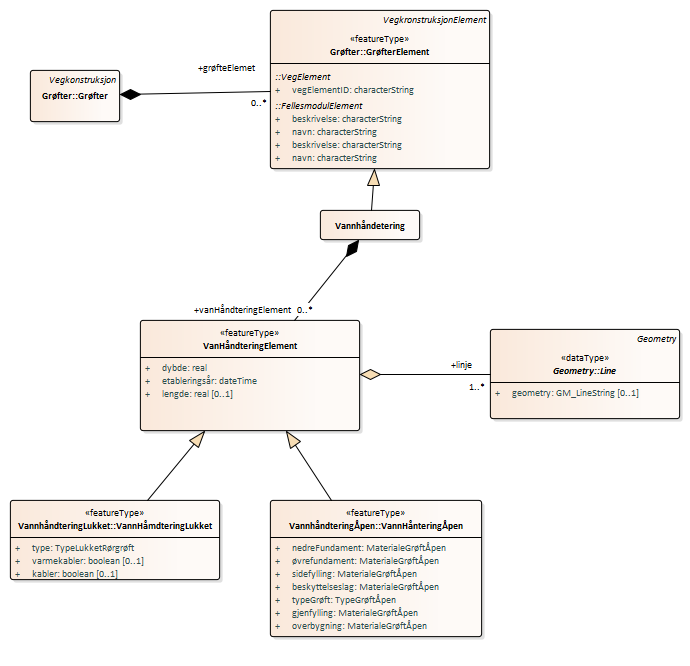 VegkronstruksjonElement
«featureType»
Grøfter::GrøfterElement
::VegElement
+ vegElementID: characterString
::FellesmodulElement
+ beskrivelse: characterString
+ navn: characterString
+ beskrivelse: characterString
+ navn: characterString
Vegkonstruksjon
Grøfter::Grøfter
+grøfteElemet
0..*
Vannhåndetering
+vanHåndteringElement 0..*
«featureType»
VanHåndteringElement
+ dybde: real
+ etableringsår: dateTime
+ lengde: real [0..1]
+linje
1..*
Geometry
«dataType»
Geometry::Line
+ geometry: GM_LineString [0..1]
«featureType»
VannhåndteringLukket::VannHåmdteringLukket
+ type: TypeLukketRørgrøft
+ varmekabler: boolean [0..1]
+ kabler: boolean [0..1]
«featureType»
VannhåndteringÅpen::VannHånteringÅpen
+ nedreFundament: MaterialeGrøftÅpen
+ øvrefundament: MaterialeGrøftÅpen
+ sidefylling: MaterialeGrøftÅpen
+ beskyttelseslag: MaterialeGrøftÅpen
+ typeGrøft: TypeGrøftÅpen
+ gjenfylling: MaterialeGrøftÅpen
+ overbygning: MaterialeGrøftÅpen